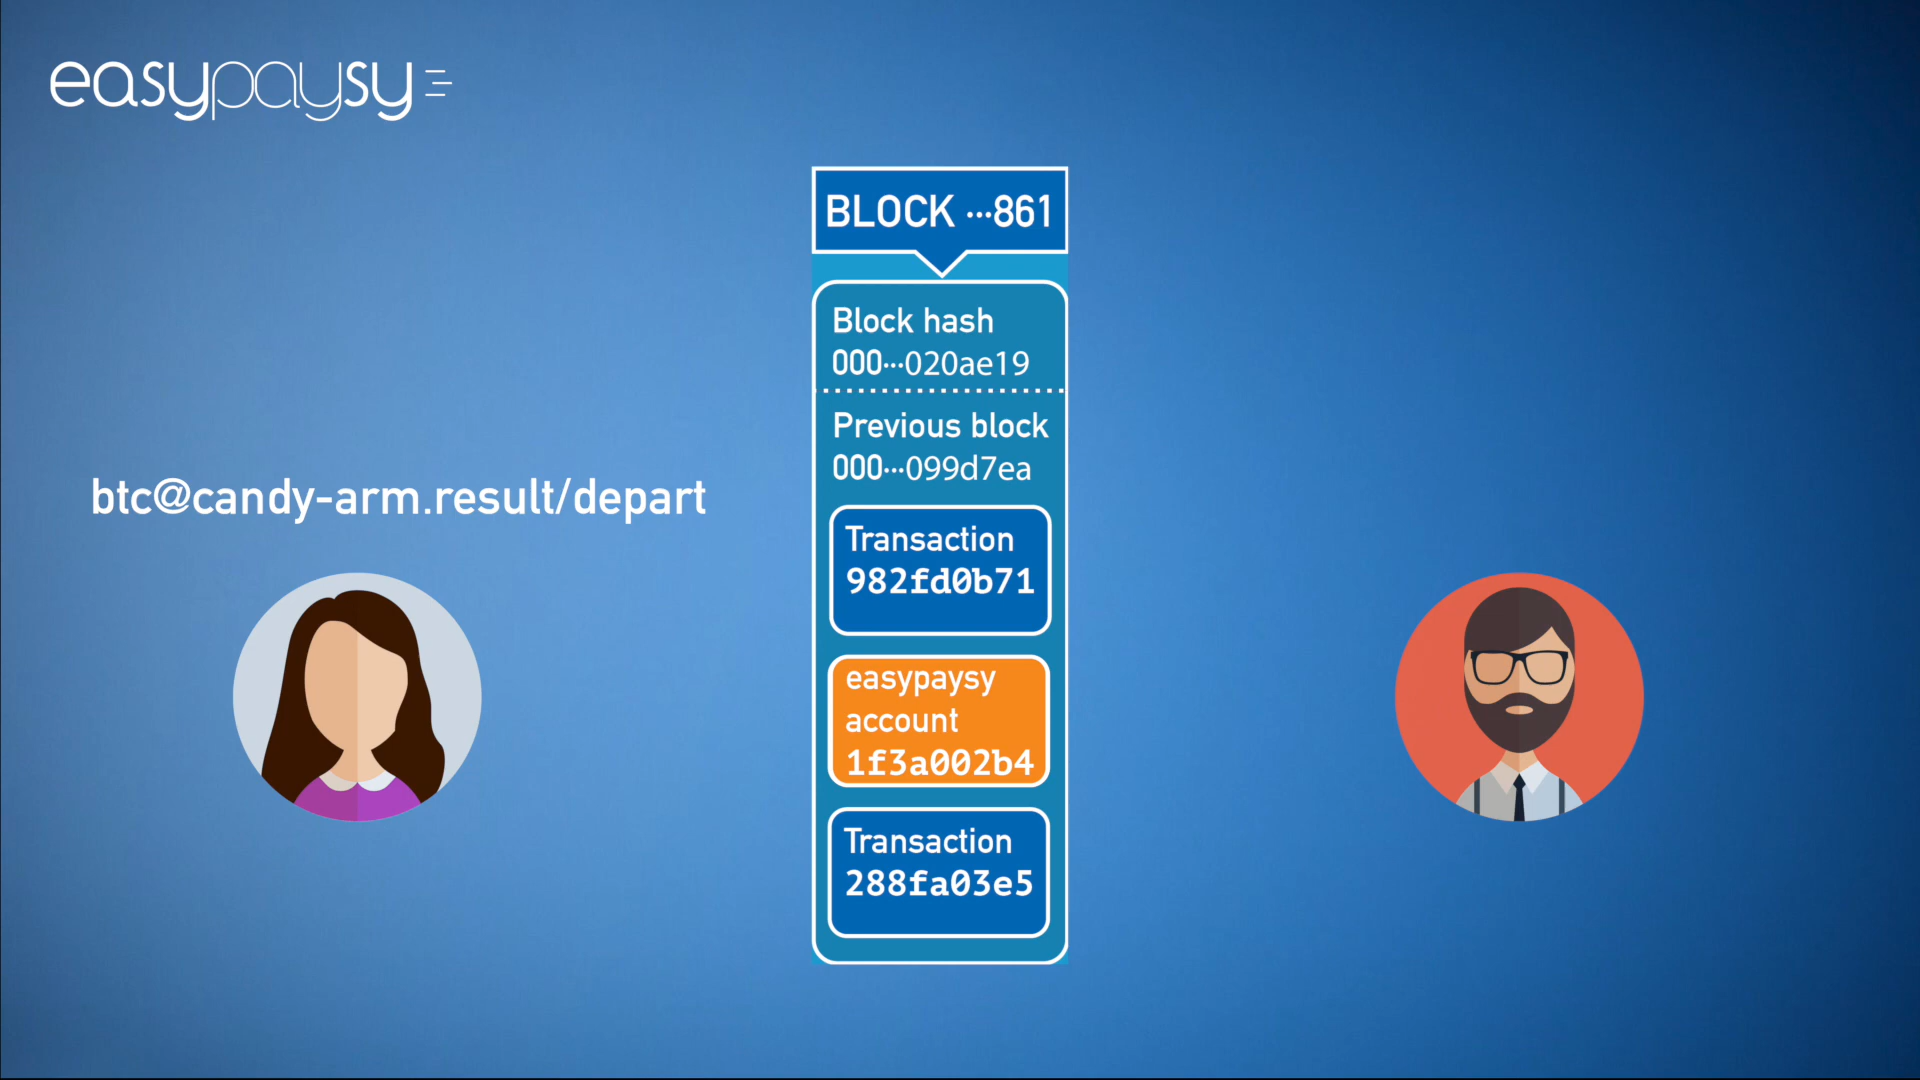 easypaysy
BLOCK ···861
Block hash
000···020ae19
Previous block
000···099d7ea
btc@candy-arm.result/depart
Transaction
982fd0b71
easypaysy
account
1f3a002b4
Transaction
288fa03e5